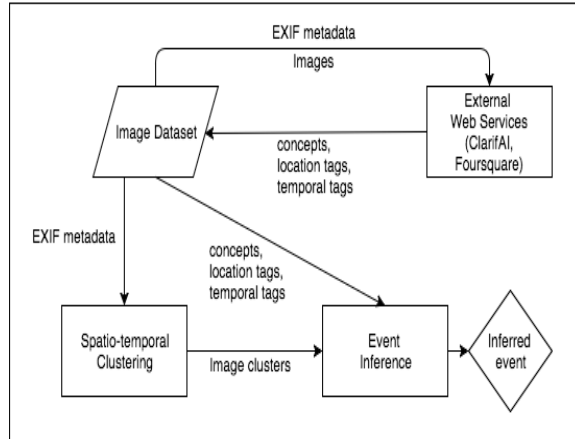 EXIF metadata
Images
Image Dataset
External
Web Services
(ClarifAI,
Foursquare)
concepts,
location tags,
temporal tags
EXIF metadata
concepts,
location tags,
temporal tags
Spatio-temporal
Clustering
Image clusters
Event
Inference
Inferred
event